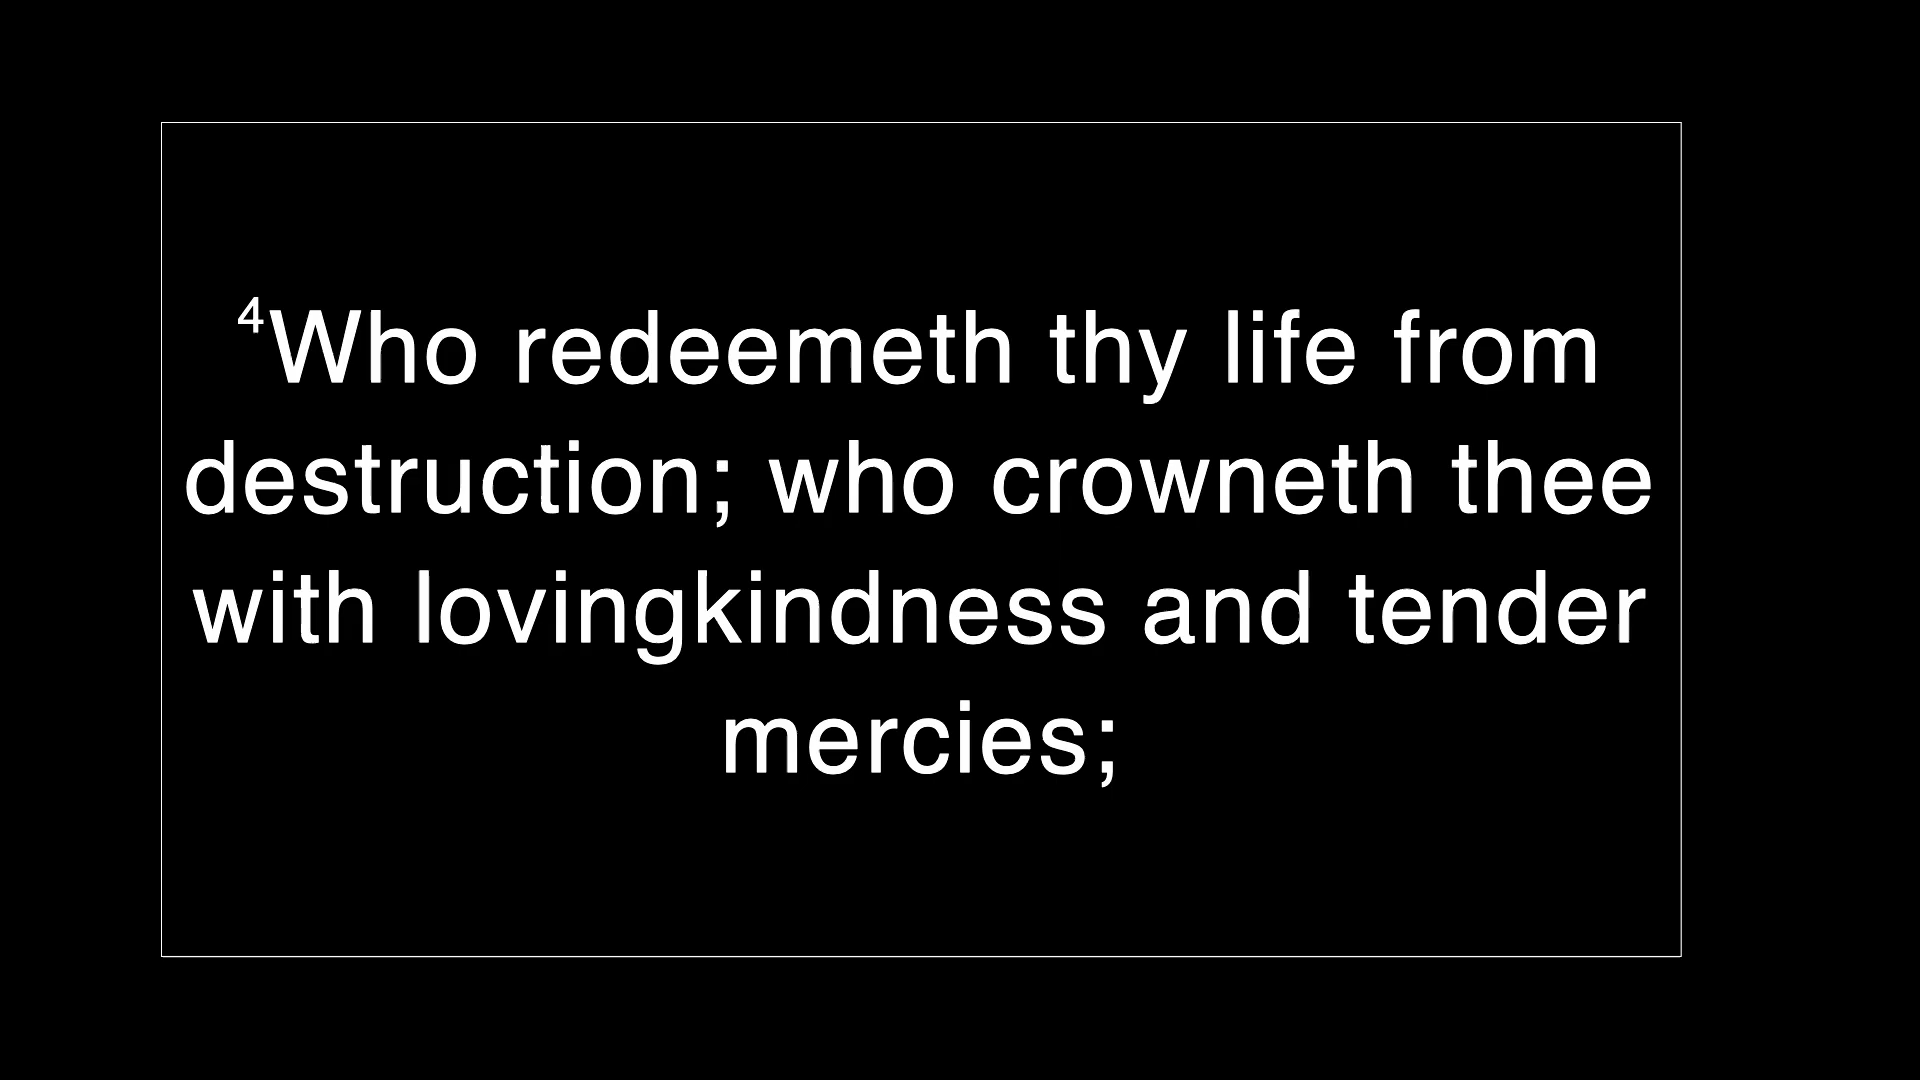 ⁴Who redeemeth thy life from
destruction; who crowneth thee
with lovingkindness and tender
mercies;